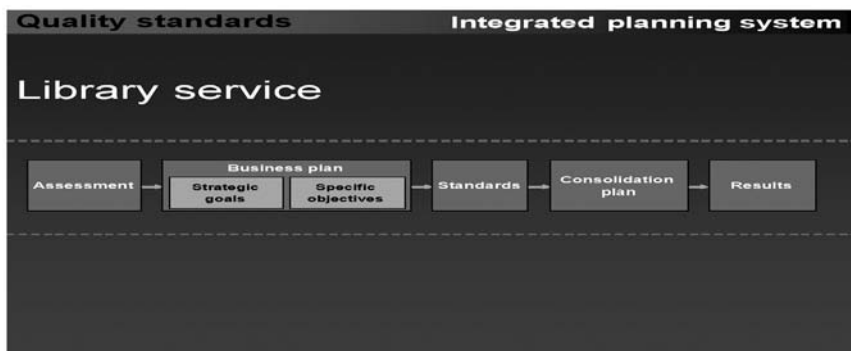 Quality standards
Integrated planning system
Library service
Assessment
Business plan
Strategic
goals
Specific
objectives
Standards
Consolidation
plan
Results